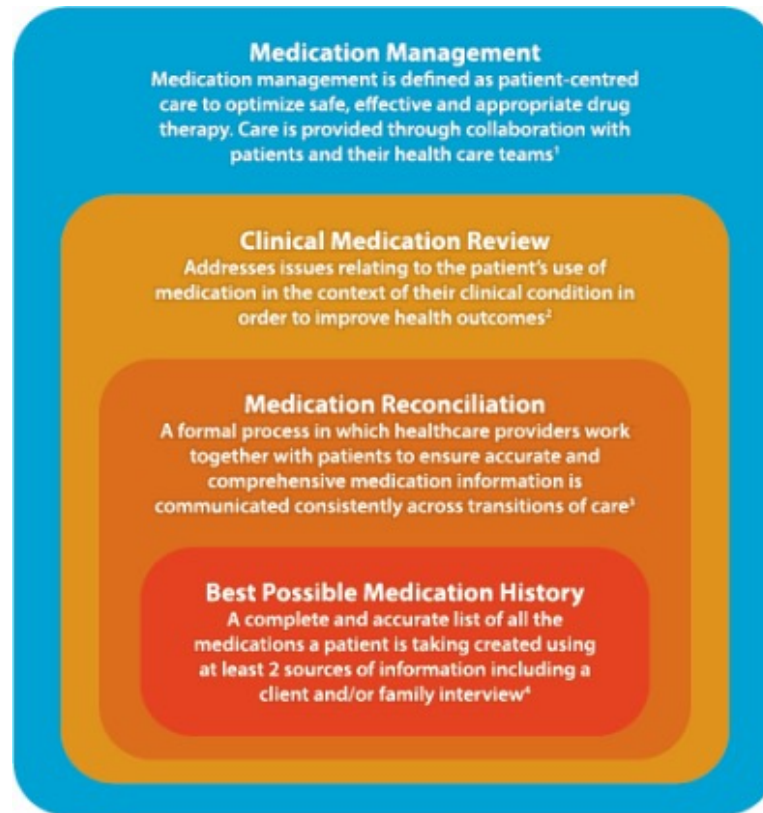 Medication Management
Medication management is defined as patient-centred
care to optimize safe, effective and appropriate drug
therapy. Care is provided through collaboration with
patients and their health care teams¹
Clinical Medication Review
Addresses issues relating to the patient's use of
medication in the context of their clinical condition in
order to improve health outcomes²
Medication Reconciliation
A formal process in which healthcare providers work
together with patients to ensure accurate and
comprehensive medication information is
communicated consistently across transitions of care³
Best Possible Medication History
A complete and accurate list of all the
medications a patient is taking created using
at least 2 sources of information including a
client and/or family interview⁴